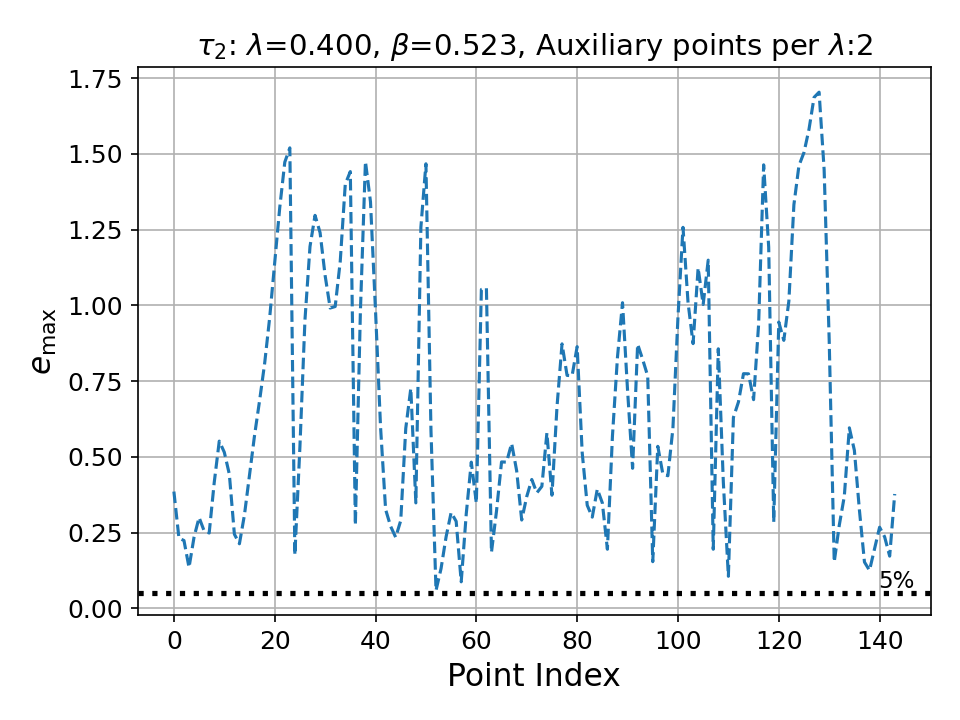 τ₂: λ=0.400, β=0.523, Auxiliary points per λ:2
1.75
1.50
1.25
1.00
0.75
0.50
0.25
0.00
e_max
5%
0 20 40 60 80 100 120 140
Point Index